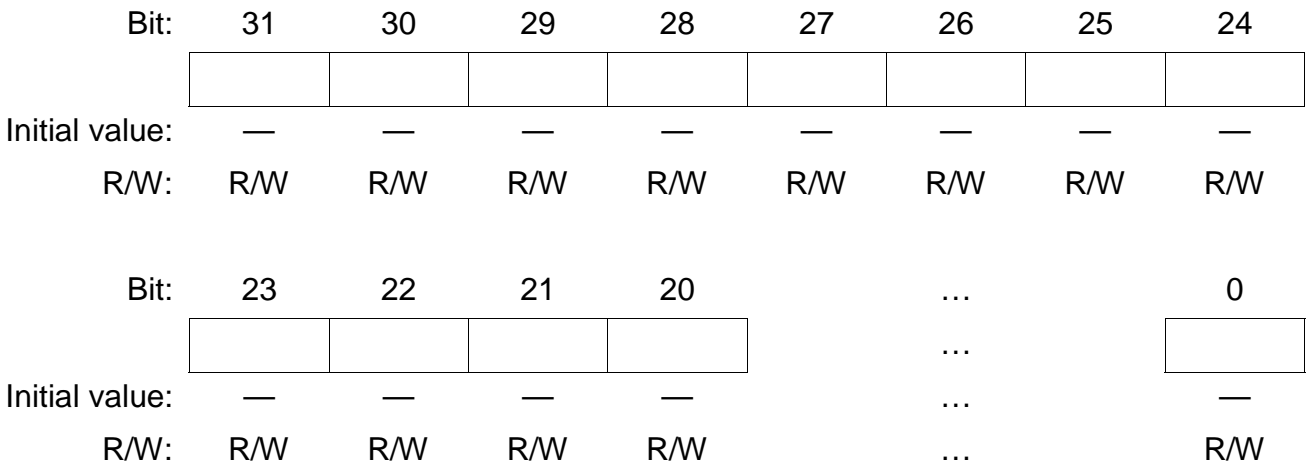 Bit: 31 30 29 28 27 26 25 24
Initial value: — — — — — — — —
R/W: R/W R/W R/W R/W R/W R/W R/W R/W
Bit: 23 22 21 20 … 0
…
Initial value: — — — — … —
R/W: R/W R/W R/W R/W … R/W